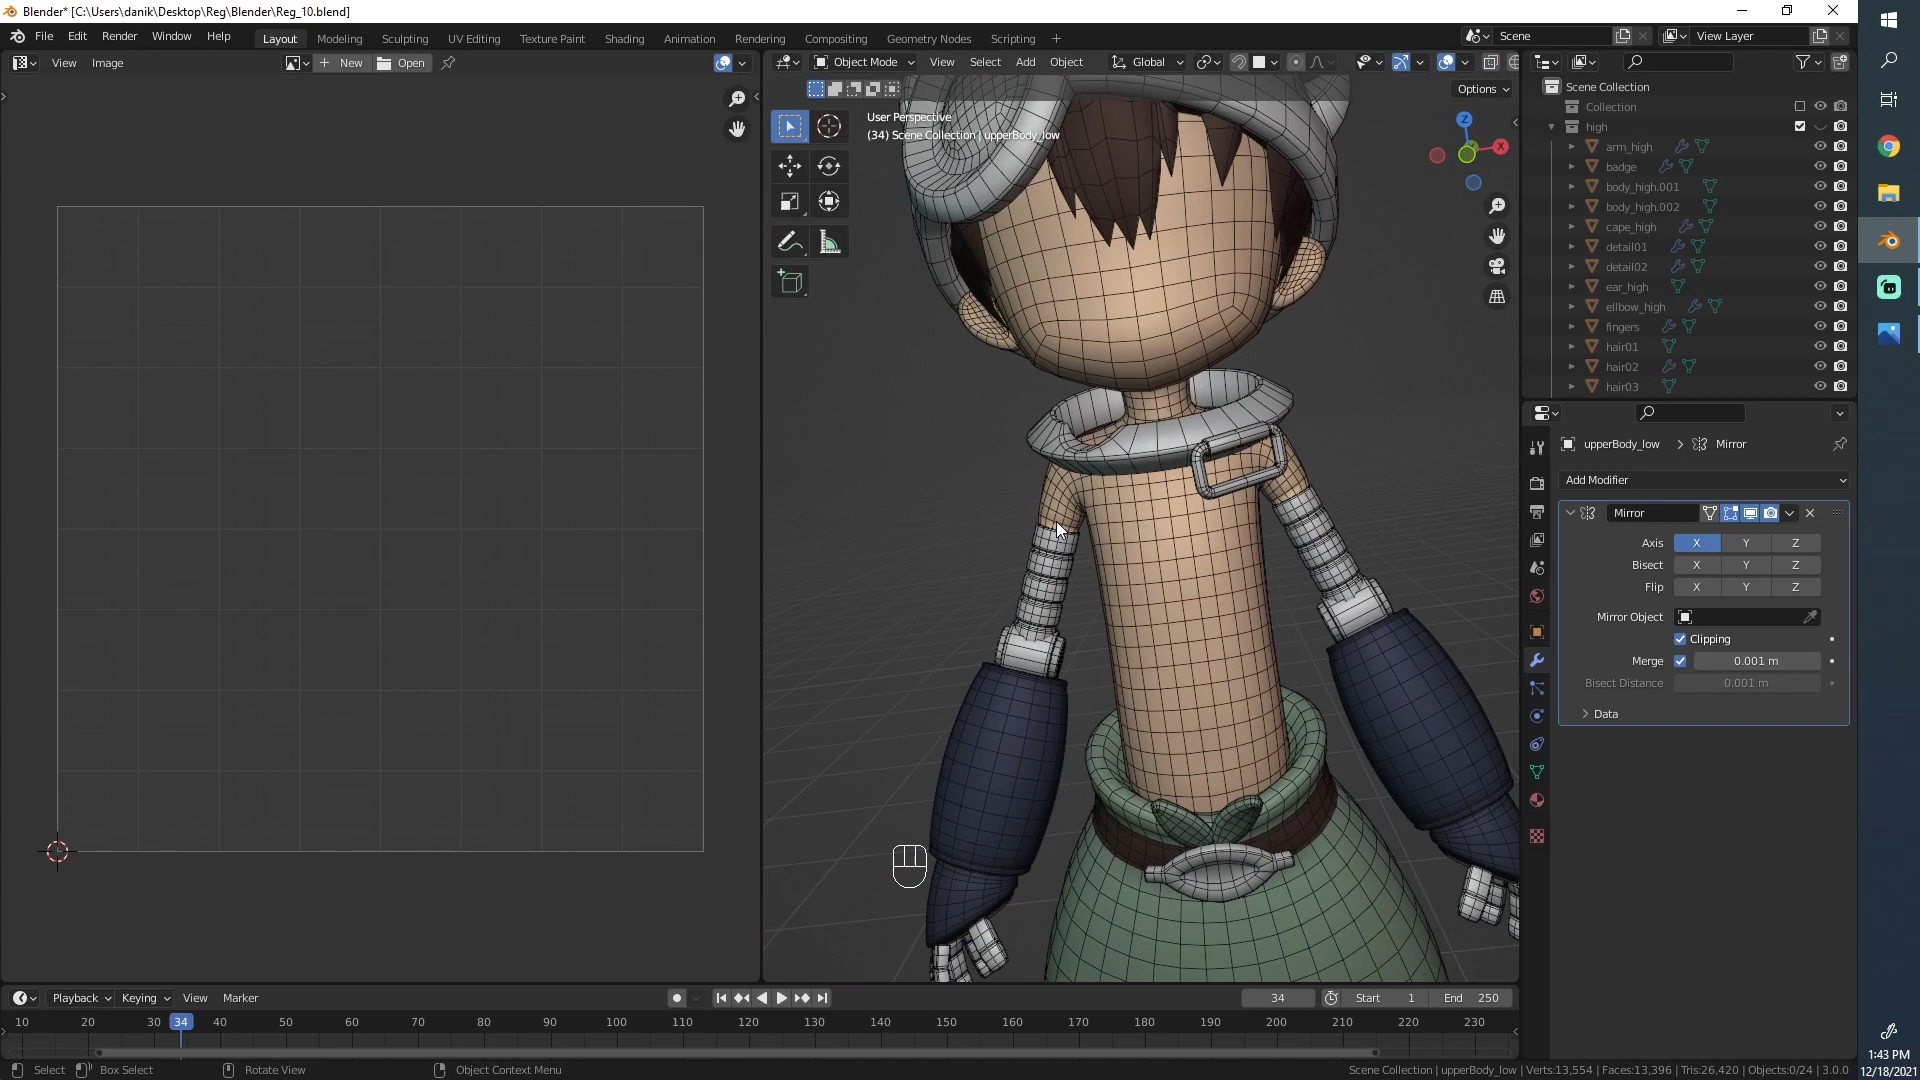 Blender* [C:\Users\danik\Desktop\Reg\Blender\Reg_10.blend]
File Edit Render Window Help
Layout Modeling Sculpting UV Editing Texture Paint Shading Animation Rendering Compositing Geometry Nodes Scripting +
Scene
View Layer
View Image
New
Open
Object Mode View Select Add Object
Global
Options
User Perspective
(34) Scene Collection | upperBody_low
Z
X
Scene Collection
Collection
high
arm_high
badge
body_high.001
body_high.002
cape_high
detail01
detail02
ear_high
ellbow_high
fingers
hair01
hair02
hair03
upperBody_low > Mirror
Add Modifier
Mirror
Axis X Y Z
Bisect X Y Z
Flip X Y Z
Mirror Object
Clipping
Merge 0.001 m
Bisect Distance 0.001 m
Data
Playback Keying View Marker
34 Start 1 End 250
10 20 30 34 40 50 60 70 80 90 100 110 120 130 140 150 160 170 180 190 200 210 220 230
Select Box Select Rotate View Object Context Menu
Scene Collection | upperBody_low | Verts:13,554 | Faces:13,396 | Tris:26,420 | Objects:0/24 | 3.0.0
1:43 PM
12/18/2021